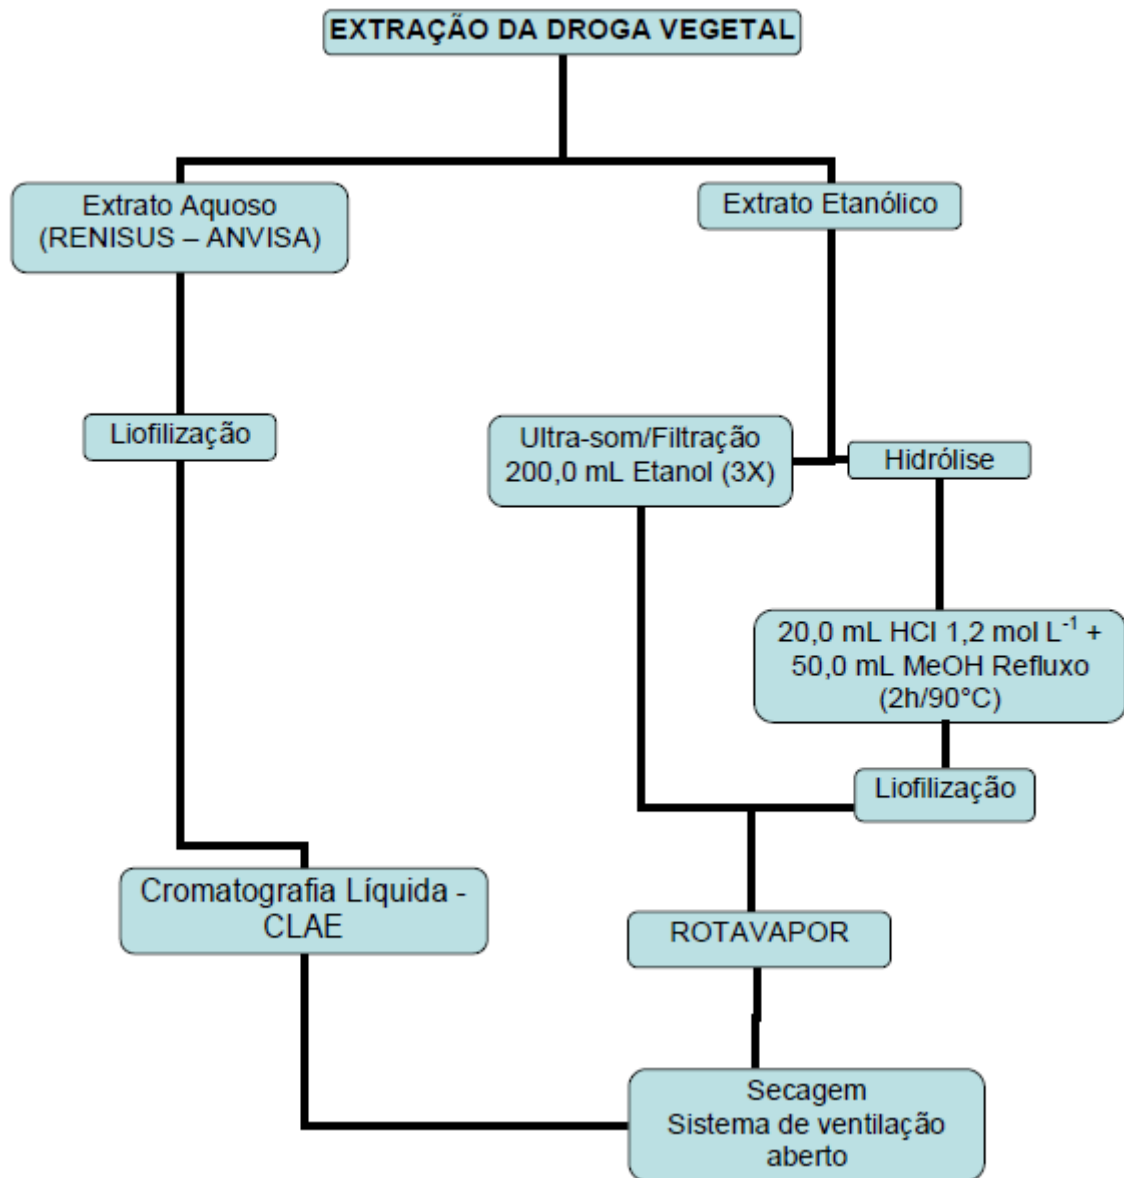 EXTRAÇÃO DA DROGA VEGETAL
Extrato Aquoso
(RENISUS – ANVISA)
Extrato Etanólico
Liofilização
Ultra-som/Filtração
200,0 mL Etanol (3X)
Hidrólise
20,0 mL HCl 1,2 mol L⁻¹ +
50,0 mL MeOH Refluxo
(2h/90°C)
Liofilização
Cromatografia Líquida -
CLAE
ROTAVAPOR
Secagem
Sistema de ventilação
aberto